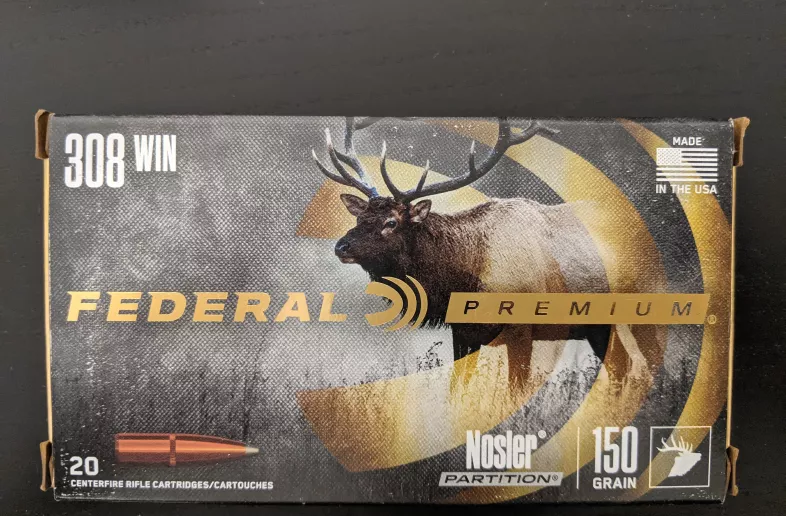 308 WIN
MADE
IN THE USA
FEDERAL PREMIUM®
20
CENTERFIRE RIFLE CARTRIDGES/CARTOUCHES
Nosler®
PARTITION®
150
GRAIN